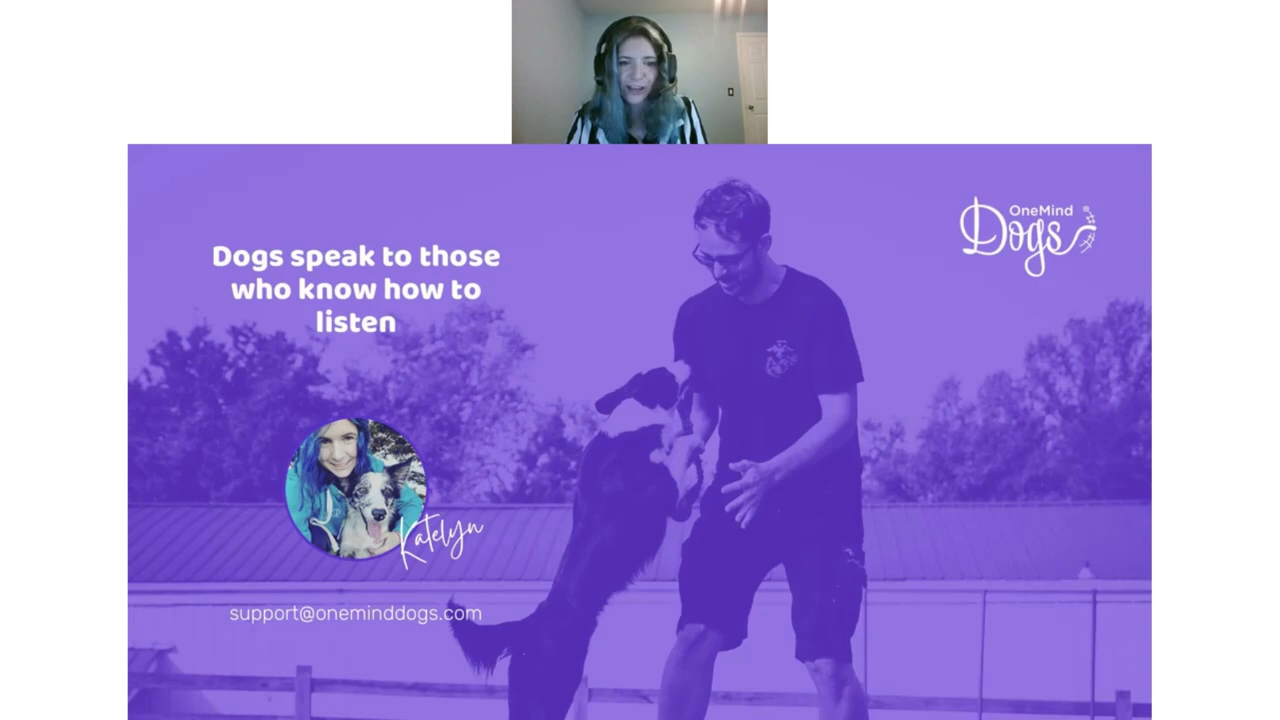 Dogs speak to those
who know how to
listen
OneMind
Dogs
Katelyn
support@oneminddogs.com